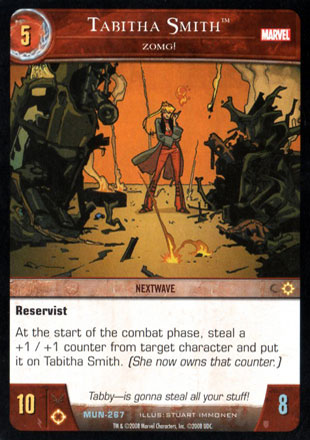 5
TABITHA SMITH™
MARVEL
ZOMG!
NEXTWAVE
C
Reservist
At the start of the combat phase, steal a
+1 / +1 counter from target character and put
it on Tabitha Smith. (She now owns that counter.)
Tabby—is gonna steal all your stuff!
10
MUN-267 ILLUS: STUART IMMONEN
8
TM & ©2008 Marvel Characters, Inc. ©2008 UDC